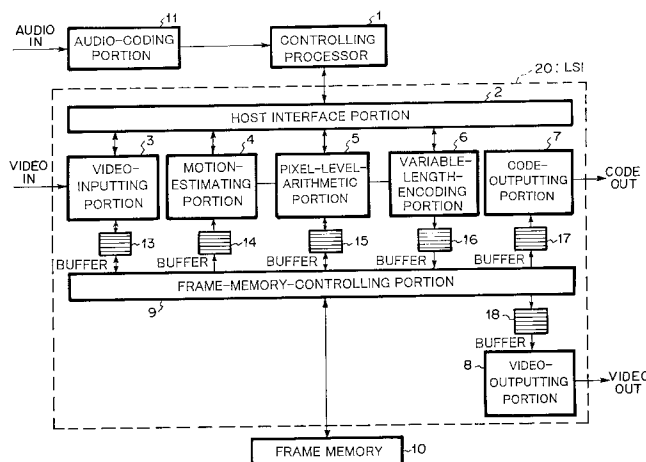 AUDIO IN
11
AUDIO-CODING PORTION
1
CONTROLLING PROCESSOR
20: LSI
2
HOST INTERFACE PORTION
VIDEO IN
3
VIDEO-INPUTTING PORTION
4
MOTION-ESTIMATING PORTION
5
PIXEL-LEVEL-ARITHMETIC PORTION
6
VARIABLE-LENGTH-ENCODING PORTION
7
CODE-OUTPUTTING PORTION
CODE OUT
13
14
15
16
17
BUFFER
BUFFER
BUFFER
BUFFER
BUFFER
FRAME-MEMORY-CONTROLLING PORTION
9
18
BUFFER
8
VIDEO-OUTPUTTING PORTION
VIDEO OUT
FRAME MEMORY
10